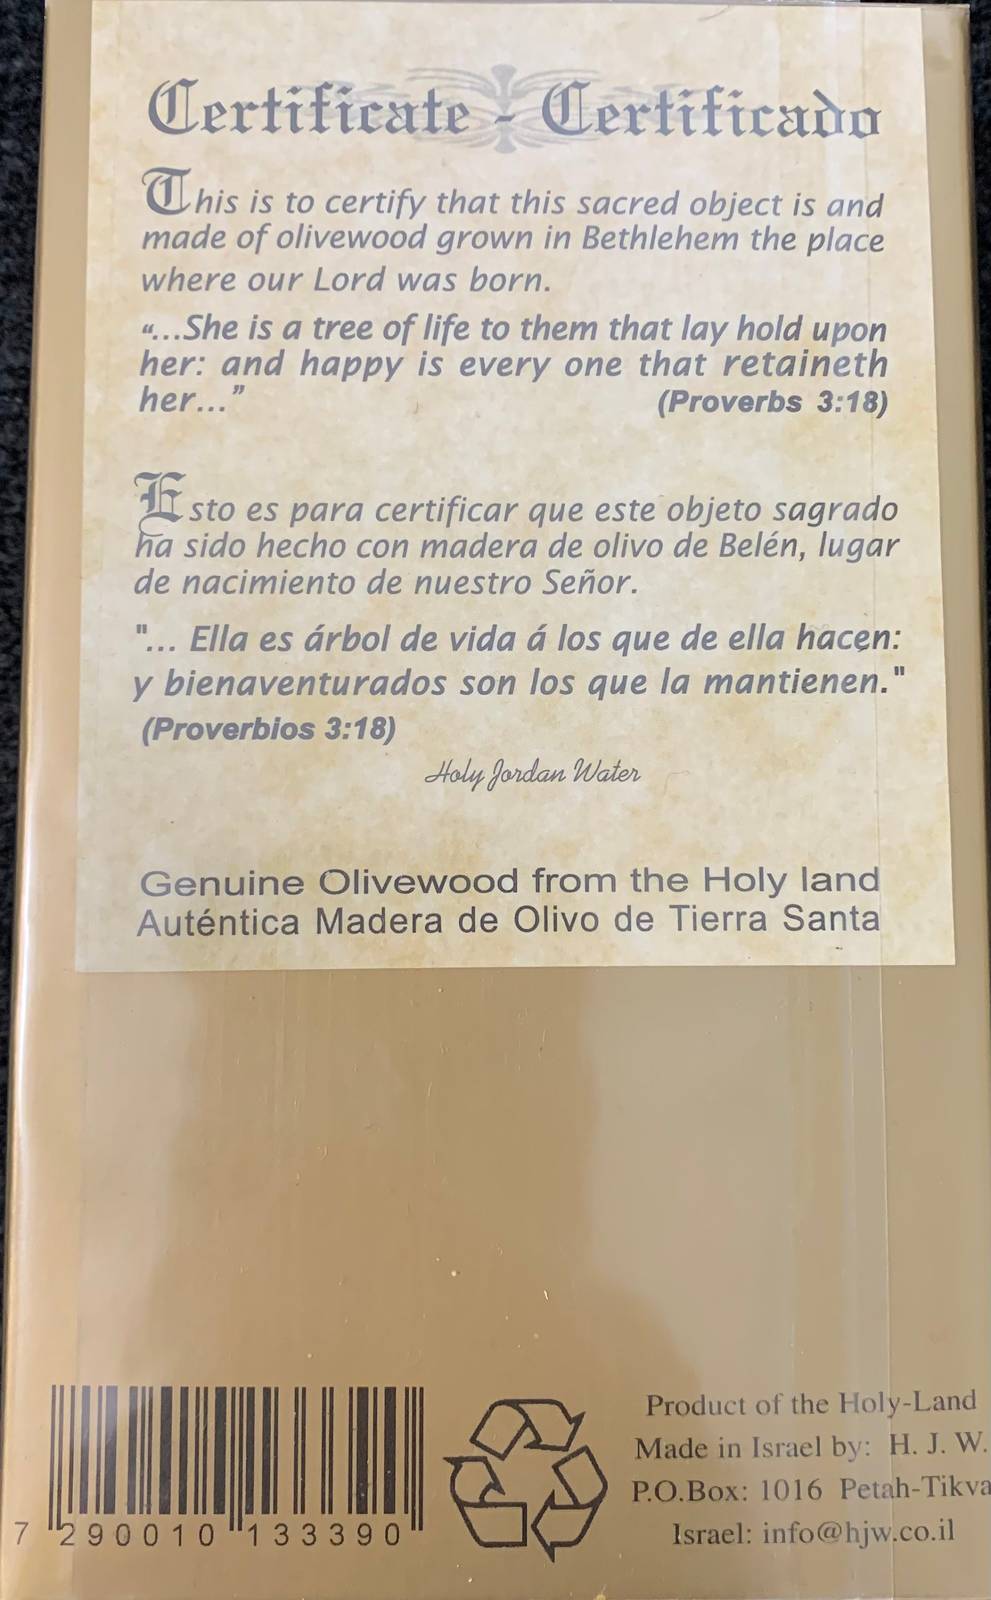 Certificate - Certificado
This is to certify that this sacred object is and
made of olivewood grown in Bethlehem the place
where our Lord was born.
“...She is a tree of life to them that lay hold upon
her: and happy is every one that retaineth
her...”
(Proverbs 3:18)
Esto es para certificar que este objeto sagrado
ha sido hecho con madera de olivo de Belén, lugar
de nacimiento de nuestro Señor.
"... Ella es árbol de vida á los que de ella hacen:
y bienaventurados son los que la mantienen."
(Proverbios 3:18)
Holy Jordan Water
Genuine Olivewood from the Holy land
Auténtica Madera de Olivo de Tierra Santa
7 290010 133390
Product of the Holy-Land
Made in Israel by: H. J. W.
P.O.Box: 1016 Petah-Tikva
Israel: info@hjw.co.il